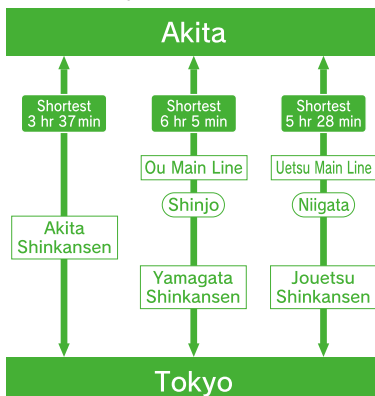 Akita
Shortest
3 hr 37 min
Shortest
6 hr 5 min
Shortest
5 hr 28 min
Ou Main Line
Uetsu Main Line
Shinjo
Niigata
Akita
Shinkansen
Yamagata
Shinkansen
Jouetsu
Shinkansen
Tokyo